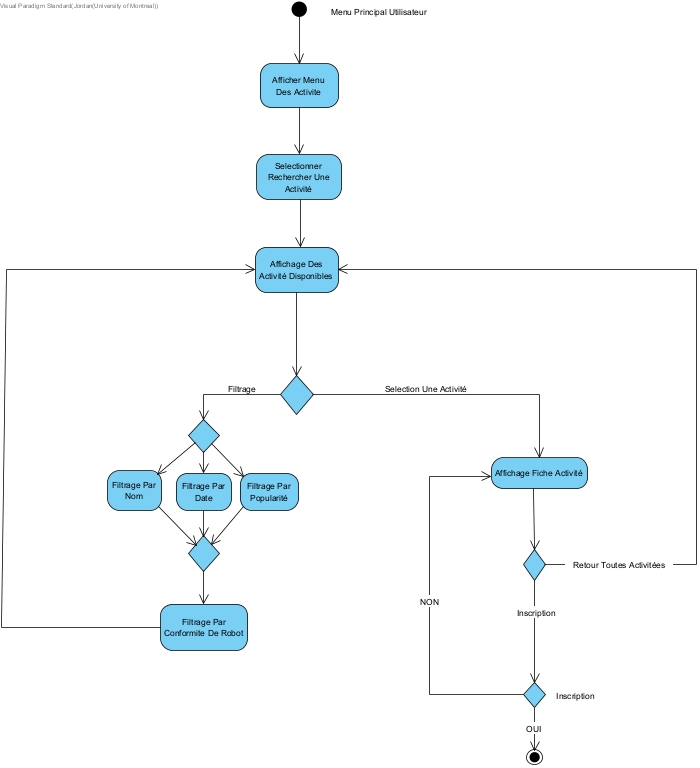 Visual Paradigm Standard(Jordan(University of Montreal))
Menu Principal Utilisateur
Afficher Menu
Des Activite
Selectionner
Rechercher Une
Activité
Affichage Des
Activité Disponibles
Filtrage
Selection Une Activité
Affichage Fiche Activité
Filtrage Par
Nom
Filtrage Par
Date
Filtrage Par
Popularité
Retour Toutes Activitées
NON
Inscription
Filtrage Par
Conformite De Robot
Inscription
OUI